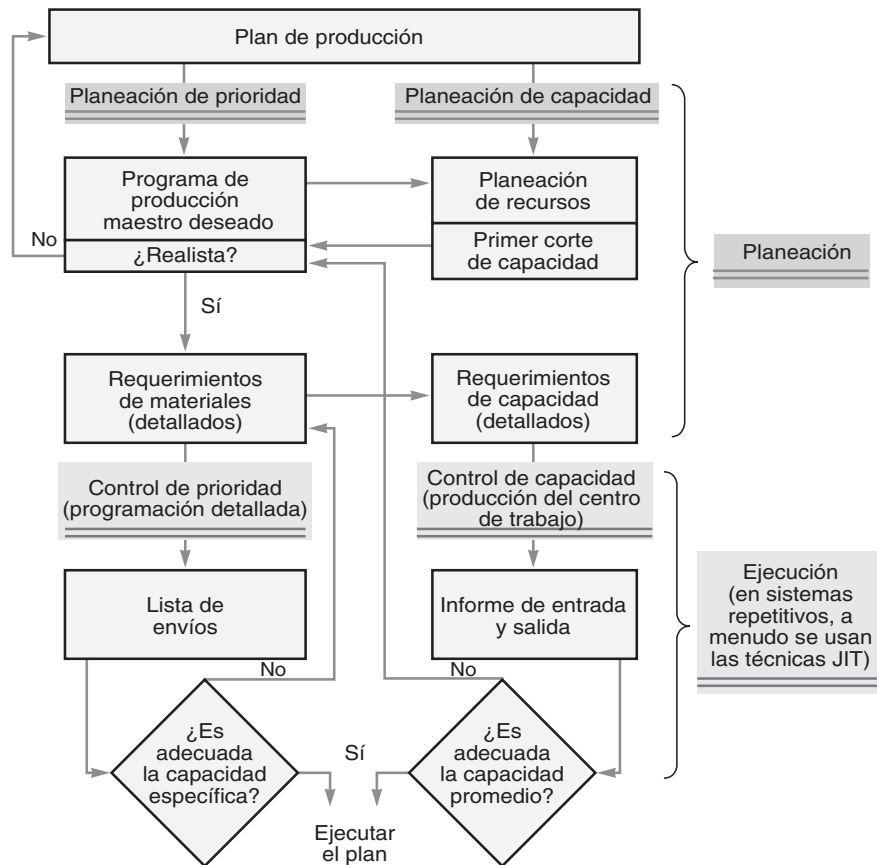 Plan de producción
Planeación de prioridad
Planeación de capacidad
Programa de
producción
maestro deseado
Planeación
de recursos
No
¿Realista?
Primer corte
de capacidad
Planeación
Sí
Requerimientos
de materiales
(detallados)
Requerimientos
de capacidad
(detallados)
Control de prioridad
(programación detallada)
Control de capacidad
(producción del centro
de trabajo)
Lista de
envíos
Informe de entrada
y salida
Ejecución
(en sistemas
repetitivos, a
menudo se usan
las técnicas JIT)
No
No
¿Es
adecuada
la capacidad
específica?
Sí
¿Es
adecuada
la capacidad
promedio?
Ejecutar
el plan